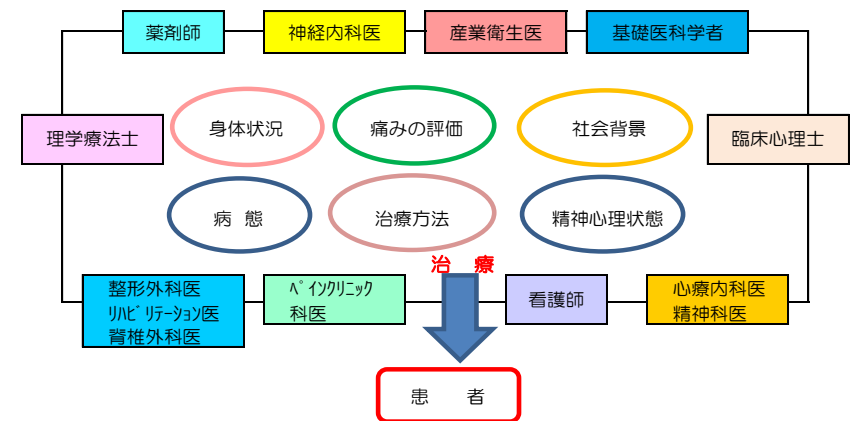 薬剤師
神経内科医
産業衛生医
基礎医科学者
理学療法士
身体状況
痛みの評価
社会背景
臨床心理士
病 態
治療方法
精神心理状態
治 療
整形外科医
ﾘﾊﾋﾞﾘﾃｰｼｮﾝ医
脊椎外科医
ﾍﾟｲﾝｸﾘﾆｯｸ
科医
看護師
心療内科医
精神科医
患 者